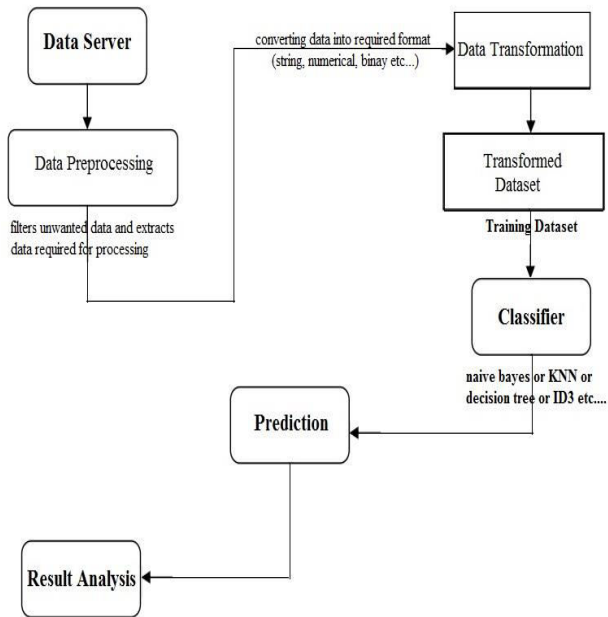 Data Server
Data Preprocessing
filters unwanted data and extracts
data required for processing
converting data into required format
(string, numerical, binay etc...)
Data Transformation
Transformed
Dataset
Training Dataset
Classifier
naive bayes or KNN or
decision tree or ID3 etc....
Prediction
Result Analysis